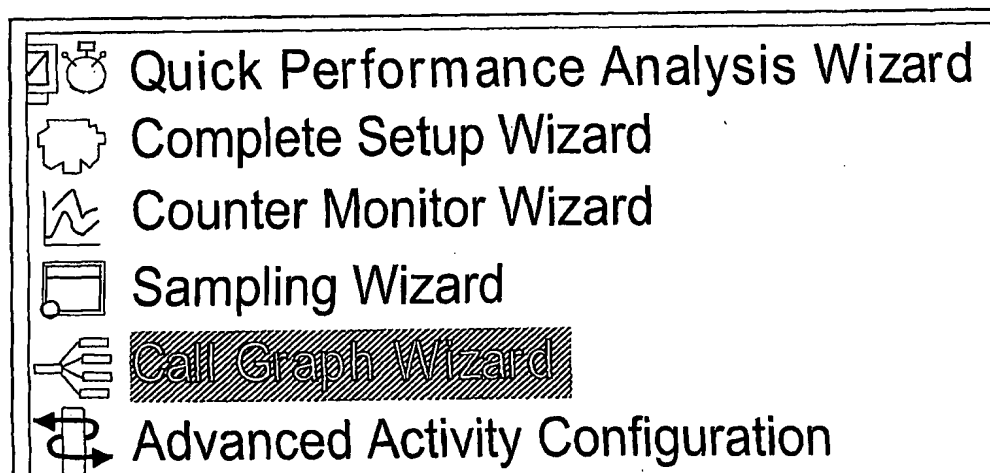 Quick Performance Analysis Wizard
Complete Setup Wizard
Counter Monitor Wizard
Sampling Wizard
Call Graph Wizard
Advanced Activity Configuration